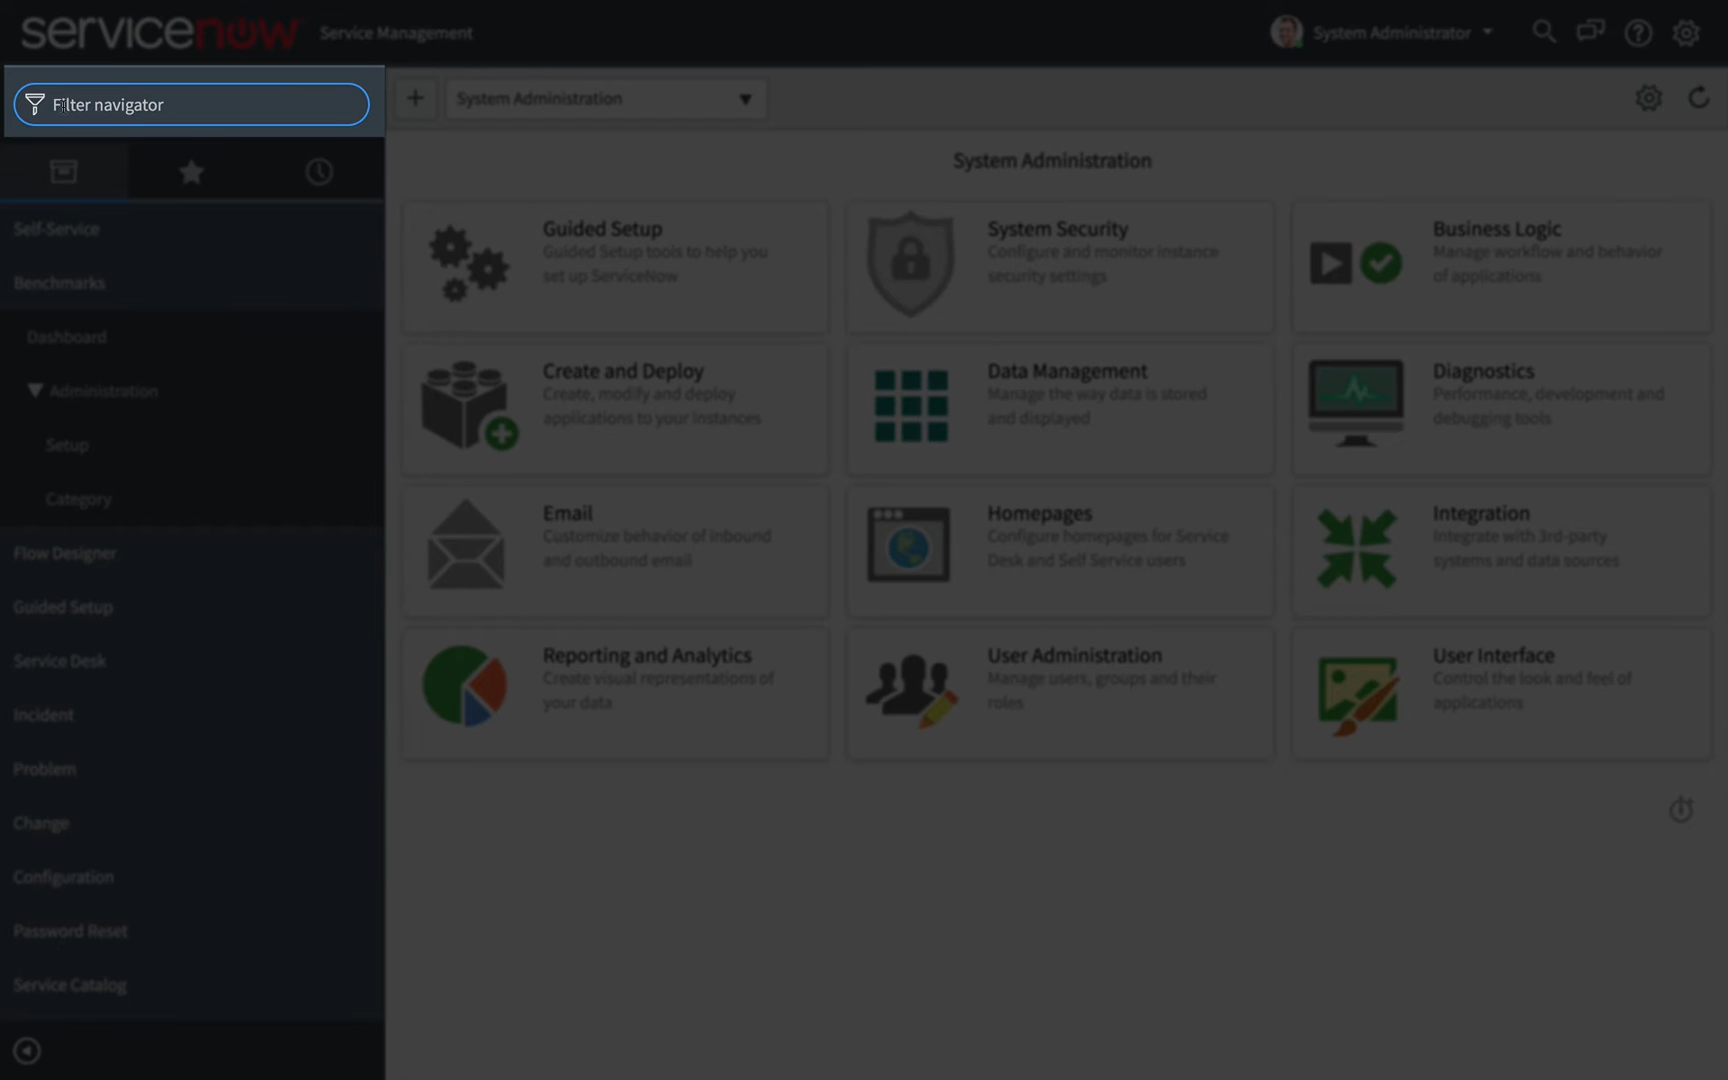 servicenow Service Management
System Administrator
Filter navigator
System Administration
System Administration
Self-Service
Benchmarks
Dashboard
Administration
Setup
Category
Flow Designer
Guided Setup
Service Desk
Incident
Problem
Change
Configuration
Password Reset
Service Catalog
Guided Setup
Guided Setup tools to help you
set up ServiceNow
System Security
Configure and monitor instance
security settings
Business Logic
Manage workflow and behavior
of applications
Create and Deploy
Create, modify and deploy
applications to your instances
Data Management
Manage the way data is stored
and displayed
Diagnostics
Performance, development and
debugging tools
Email
Customize behavior of inbound
and outbound email
Homepages
Configure homepages for Service
Desk and Self Service users
Integration
Integrate with 3rd-party
systems and data sources
Reporting and Analytics
Create visual representations of
your data
User Administration
Manage users, groups and their
roles
User Interface
Control the look and feel of
applications